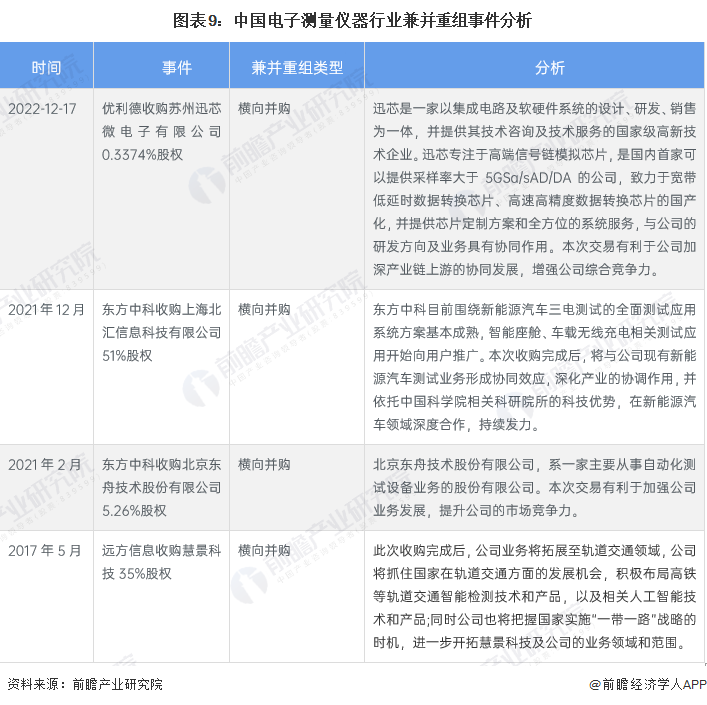 图表9：中国电子测量仪器行业兼并重组事件分析
时间
事件
兼并重组类型
分析
2022-12-17
优利德收购苏州迅芯
微电子有限公司
0.3374%股权
横向并购
迅芯是一家以集成电路及软硬件系统的设计、研发、销售
为一体，并提供其技术咨询及技术服务的国家级高新技
术企业。迅芯专注于高端信号链模拟芯片，是国内首家可
以提供采样率大于 5GSa/sAD/DA 的公司，致力于宽带
低延时数据转换芯片、高速高精度数据转换芯片的国产
化，并提供芯片定制方案和全方位的系统服务，与公司的
研发方向及业务具有协同作用。本次交易有利于公司加
深产业链上游的协同发展，增强公司综合竞争力。
2021 年 12 月
东方中科收购上海北
汇信息科技有限公司
51%股权
横向并购
东方中科目前围绕新能源汽车三电测试的全面测试应用
系统方案基本成熟，智能座舱、车载无线充电相关测试应
用开始向用户推广。本次收购完成后，将与公司现有新能
源汽车测试业务形成协同效应，深化产业的协调作用，并
依托中国科学院相关科研院所的科技优势，在新能源汽
车领域深度合作，持续发力。
2021 年 2 月
东方中科收购北京东
舟技术股份有限公司
5.26%股权
横向并购
北京东舟技术股份有限公司，系一家主要从事自动化测
试设备业务的股份有限公司。本次交易有利于加强公司
业务发展，提升公司的市场竞争力。
2017 年 5 月
远方信息收购慧景科
技 35%股权
横向并购
此次收购完成后，公司业务将拓展至轨道交通领域，公司
将抓住国家在轨道交通方面的发展机会，积极布局高铁
等轨道交通智能检测技术和产品，以及相关人工智能技
术和产品;同时公司也将把握国家实施“一带一路”战略的
时机，进一步开拓慧景科技及公司的业务领域和范围。
资料来源：前瞻产业研究院
@前瞻经济学人APP
前瞻产业研究院
前瞻产业研究院
前瞻产业研究院